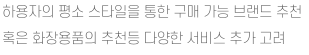 하용자의 평소 스타일을 통한 구매 가능 브랜드 추천
혹은 화장용품의 추천등 다양한 서비스 추가 고려